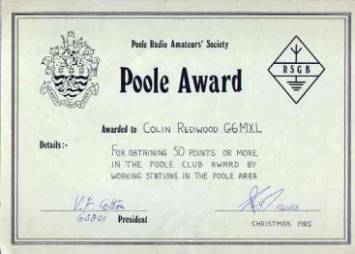 Poole Radio Amateurs' Society
RSGB
Poole Award
Awarded to COLIN REDWOOD G6MXL
Details :-
FOR OBTAINING 50 POINTS OR MORE
IN THE POOLE CLUB AWARD BY
WORKING STATIONS IN THE POOLE AREA
V.F. Cotton
President
CHRISTMAS 1985